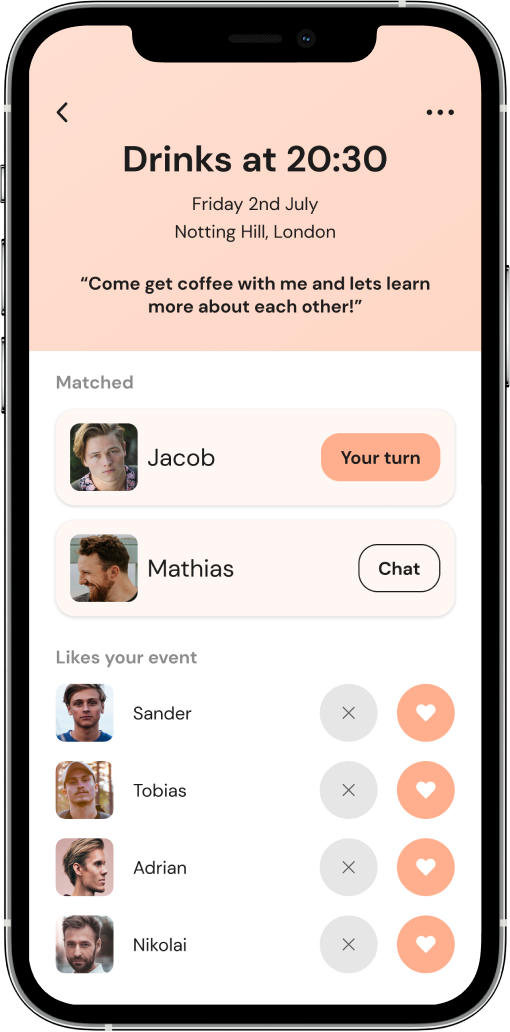 Drinks at 20:30
Friday 2nd July
Notting Hill, London
“Come get coffee with me and lets learn
more about each other!”
Matched
Jacob
Your turn
Mathias
Chat
Likes your event
Sander
Tobias
Adrian
Nikolai